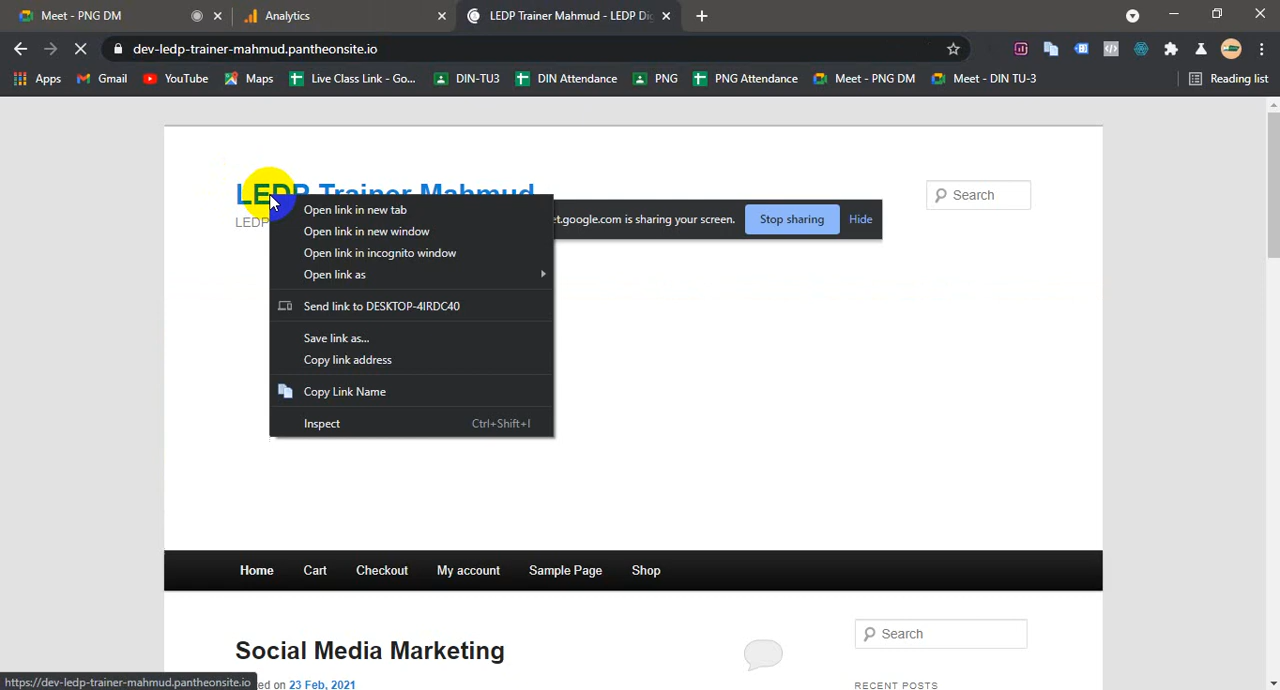 Meet - PNG DM
Analytics
LEDP Trainer Mahmud - LEDP Di
dev-ledp-trainer-mahmud.pantheonsite.io
Apps
Gmail
YouTube
Maps
Live Class Link - Go...
DIN-TU3
DIN Attendance
PNG
PNG Attendance
Meet - PNG DM
Meet - DIN TU-3
Reading list
LEDP Trainer Mahmud
LEDP
Search
.google.com is sharing your screen.
Stop sharing
Hide
Open link in new tab
Open link in new window
Open link in incognito window
Open link as
Send link to DESKTOP-4IRDC40
Save link as...
Copy link address
Copy Link Name
Inspect
Ctrl+Shift+I
Home
Cart
Checkout
My account
Sample Page
Shop
Social Media Marketing
on 23 Feb, 2021
Search
RECENT POSTS
https://dev-ledp-trainer-mahmud.pantheonsite.io